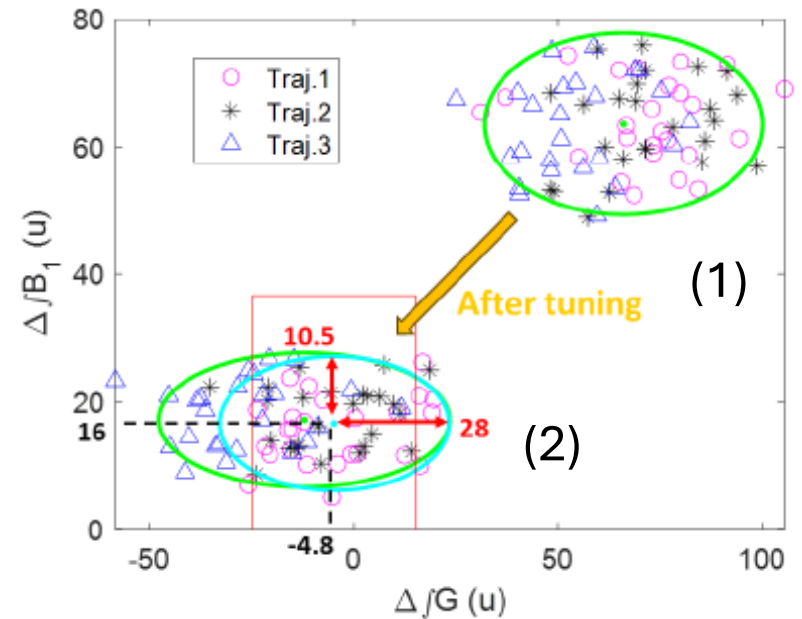 80
60
40
20
16
0
-50
-4.8
0
50
100
Δ∫B₁ (u)
Δ∫G (u)
Traj.1
Traj.2
Traj.3
(1)
After tuning
10.5
28
(2)